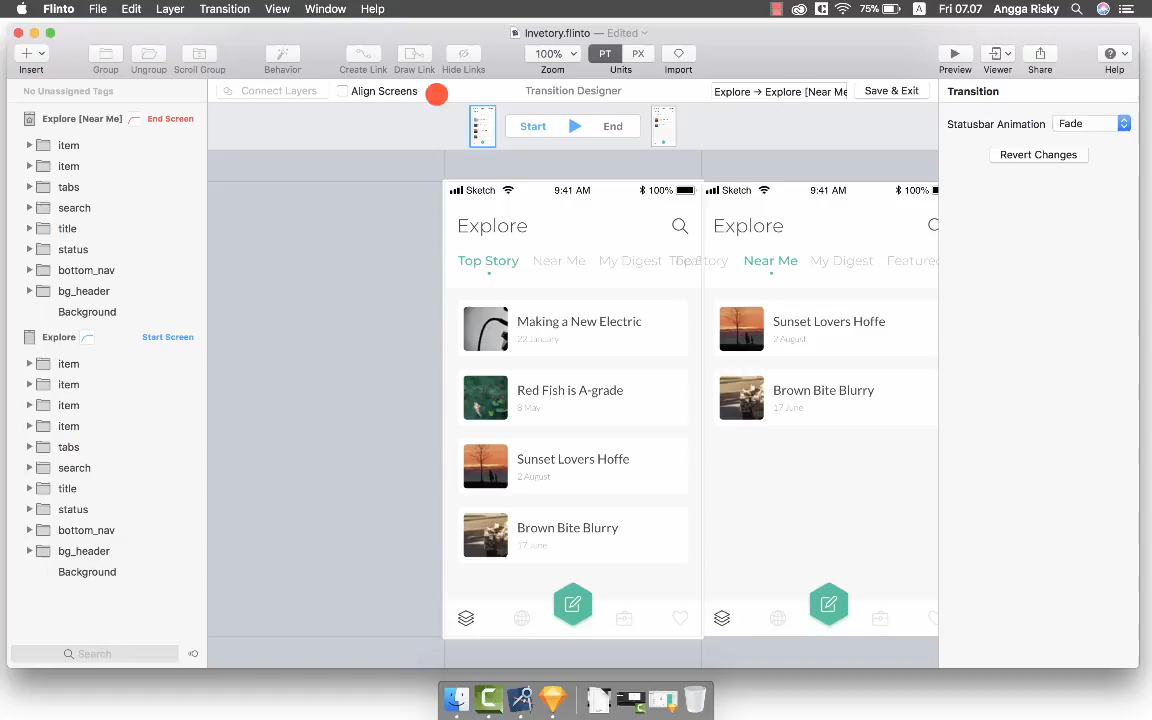 Flinto File Edit Layer Transition View Window Help 75% A Fri 07.07 Angga Risky
Invetory.flinto — Edited
100% PT PX
Insert Group Ungroup Scroll Group Behavior Create Link Draw Link Hide Links Zoom Units Import Preview Viewer Share Help
No Unassigned Tags
Connect Layers Align Screens Transition Designer Explore → Explore [Near Me Save & Exit Transition
Start End
Statusbar Animation Fade
Revert Changes
Explore [Near Me] End Screen
item
item
tabs
search
title
status
bottom_nav
bg_header
Background
Explore Start Screen
item
item
item
item
tabs
search
title
status
bottom_nav
bg_header
Background
Search
Sketch 9:41 AM 100%
Explore
Top Story Near Me My Digest
Making a New Electric
22 January
Red Fish is A-grade
8 May
Sunset Lovers Hoffe
2 August
Brown Bite Blurry
17 June
Sketch 9:41 AM 100%
Explore
Near Me My Digest Featured
Sunset Lovers Hoffe
2 August
Brown Bite Blurry
17 June